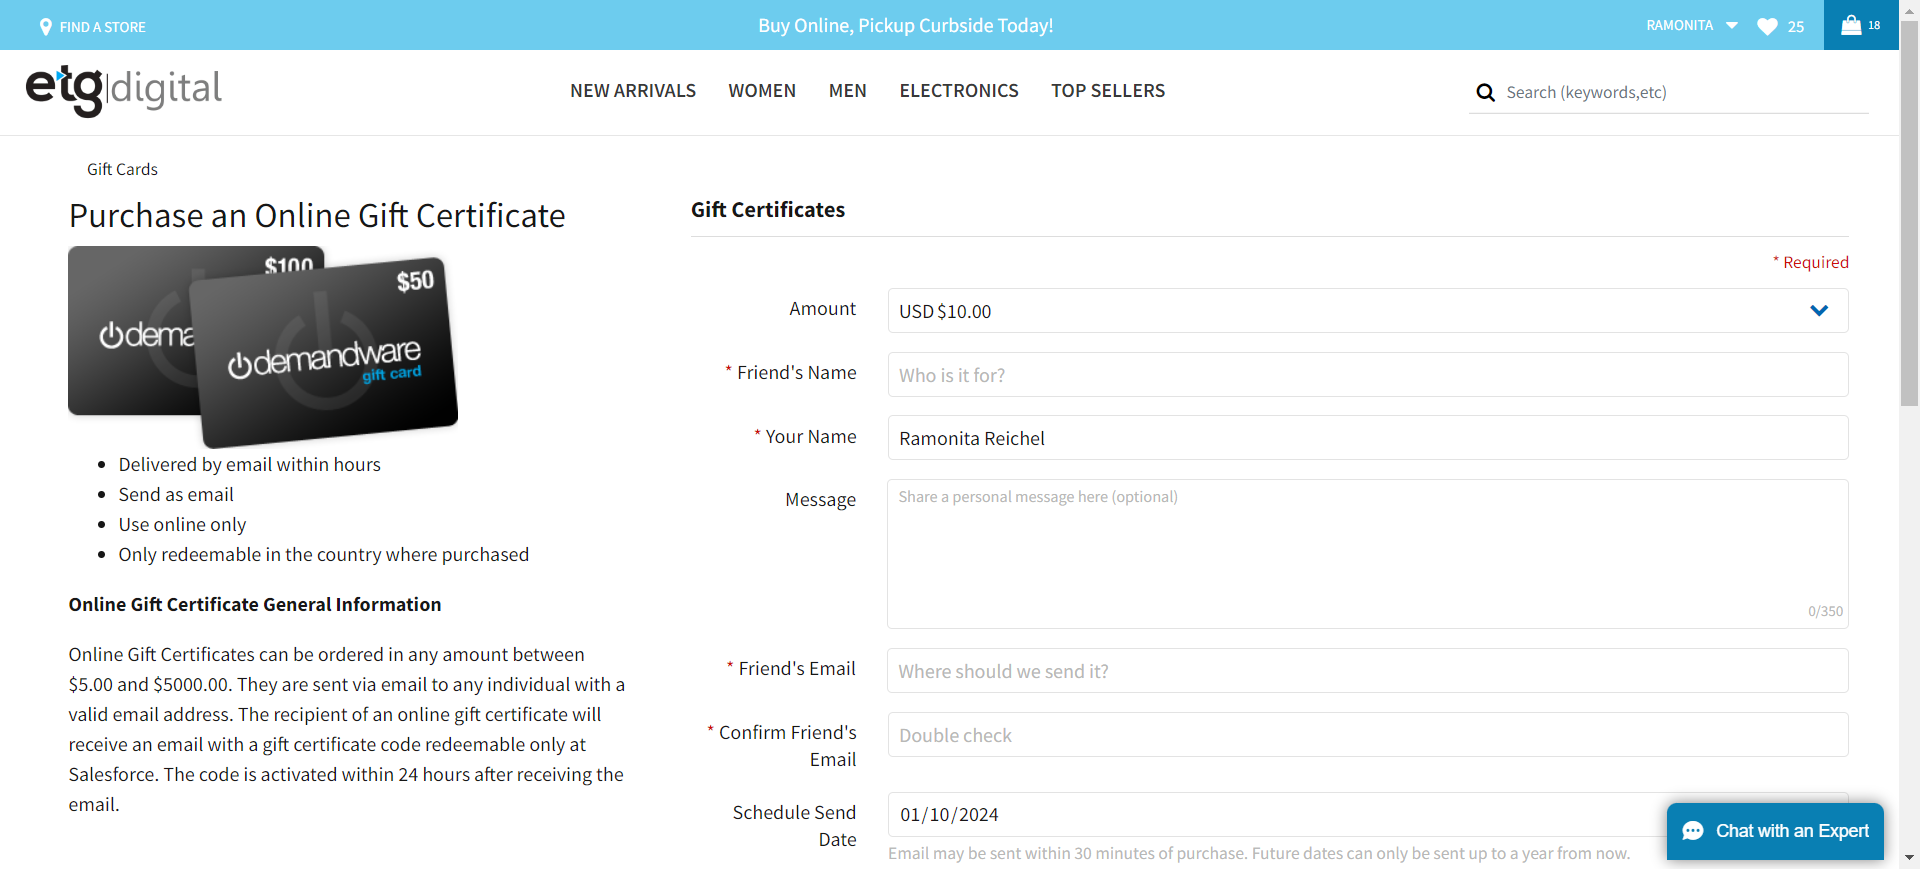 FIND A STORE
Buy Online, Pickup Curbside Today!
RAMONITA
25
18
etg|digital
NEW ARRIVALS
WOMEN
MEN
ELECTRONICS
TOP SELLERS
Search (keywords,etc)
Gift Cards
Purchase an Online Gift Certificate
$100
$50
dema
demandware
gift card
Delivered by email within hours
Send as email
Use online only
Only redeemable in the country where purchased
Online Gift Certificate General Information
Online Gift Certificates can be ordered in any amount between
$5.00 and $5000.00. They are sent via email to any individual with a
valid email address. The recipient of an online gift certificate will
receive an email with a gift certificate code redeemable only at
Salesforce. The code is activated within 24 hours after receiving the
email.
Gift Certificates
* Required
Amount
USD $10.00
* Friend's Name
Who is it for?
* Your Name
Ramonita Reichel
Message
Share a personal message here (optional)
0/350
* Friend's Email
Where should we send it?
* Confirm Friend's
Email
Double check
Schedule Send
Date
01/10/2024
Email may be sent within 30 minutes of purchase. Future dates can only be sent up to a year from now.
Chat with an Expert